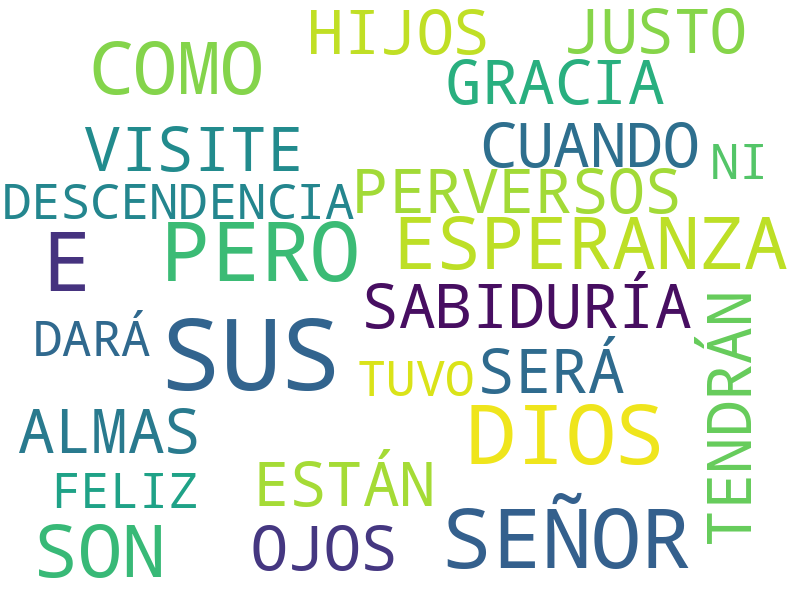 HIJOS JUSTO
COMO GRACIA
VISITE CUANDO NI
DESCENDENCIA PERVERSOS
E PERO ESPERANZA
SABIDURÍA
DARÁ SUS TUVO SERÁ
TENDRÁN
ALMAS DIOS
FELIZ ESTÁN
SON OJOS SEÑOR